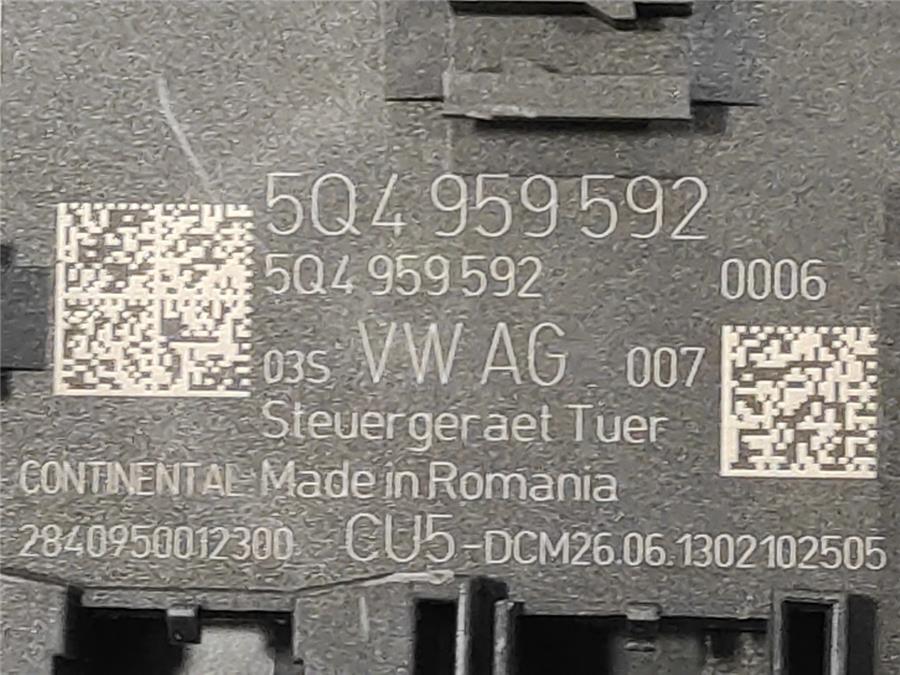 5Q4 959 592
5Q4 959 592 0006
03S VW AG 007
Steuergeraet Tuer
CONTINENTAL Made in Romania
2840950012300 CU5-DCM26.06.1302102505